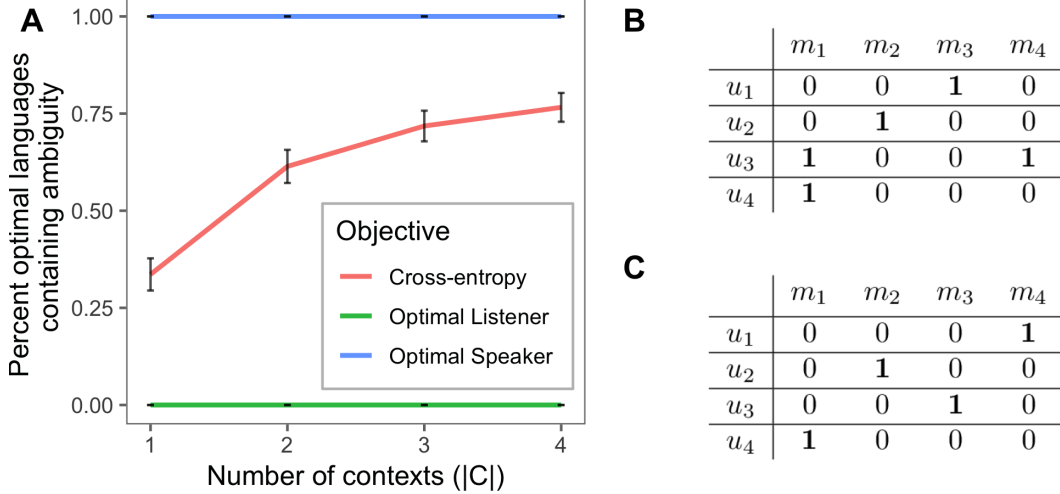 A
1.00
0.75
0.50
0.25
0.00
Percent optimal languages
containing ambiguity
1 2 3 4
Number of contexts (|C|)
Objective
Cross-entropy
Optimal Listener
Optimal Speaker
B
m₁ m₂ m₃ m₄
u₁ 0 0 1 0
u₂ 0 1 0 0
u₃ 1 0 0 1
u₄ 1 0 0 0
C
m₁ m₂ m₃ m₄
u₁ 0 0 0 1
u₂ 0 1 0 0
u₃ 0 0 1 0
u₄ 1 0 0 0